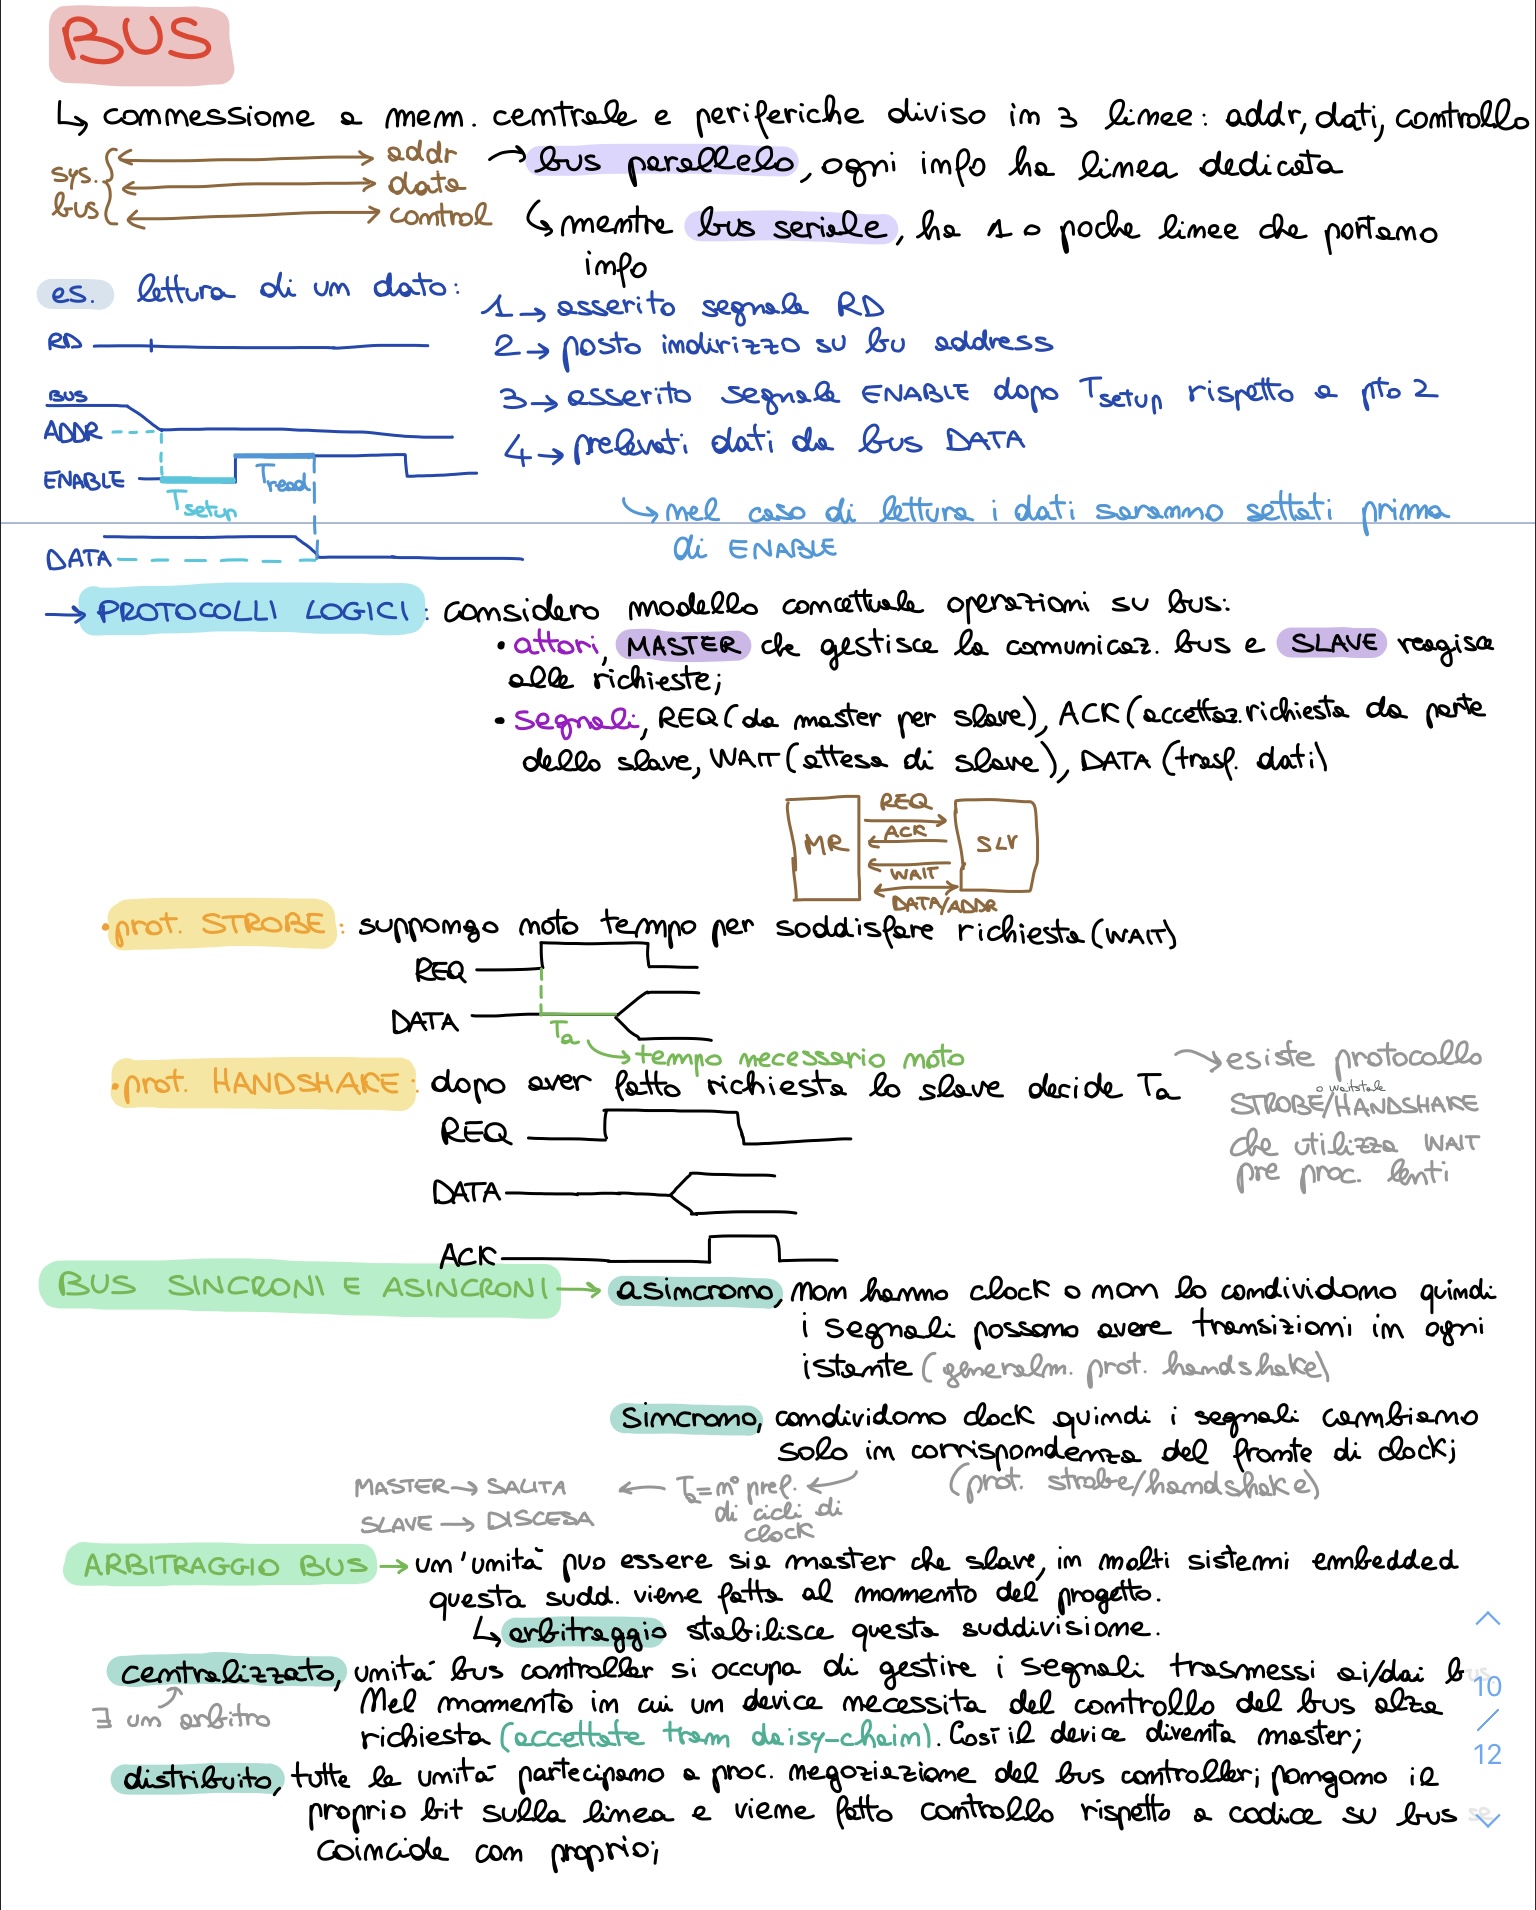 BUS
↳ connessione a mem. centrale e periferiche diviso in 3 linee: addr, dati, controllo
sys. bus { addr
data
control
→ bus parallelo, ogni info ha linea dedicata
↳ mentre bus seriale, ha 1 o poche linee che portano
info
es. lettura di un dato:
1 → asserito segnale RD
2 → posto indirizzo su bu address
3 → asserito segnale ENABLE dopo Tsetup rispetto a pto 2
4 → prelevati dati da bus DATA
↳ nel caso di lettura i dati saranno settati prima
di ENABLE
RD
BUS
ADDR
ENABLE
Tsetup
Tread
DATA
→ PROTOCOLLI LOGICI: considero modello concettuale operazioni su bus:
• attori, MASTER che gestisce la comunicaz. bus e SLAVE reagisce
alle richieste;
• segnali, REQ (da master per slave), ACK (accettaz. richiesta da parte
dello slave, WAIT (attesa di slave), DATA (trasf. dati)
MR
REQ
ACK
WAIT
DATA/ADDR
SLV
• prot. STROBE: suppongo noto tempo per soddisfare richiesta (WAIT)
REQ
DATA
Ta
→ tempo necessario noto
• prot. HANDSHAKE: dopo aver fatto richiesta lo slave decide Ta
→ esiste protocollo
o waitstate
STROBE/HANDSHAKE
che utilizza WAIT
pre proc. lenti
REQ
DATA
ACK
BUS SINCRONI E ASINCRONI → asincrono, non hanno clock o non lo condividono quindi
i segnali possono avere transizioni in ogni
istante (generalm. prot. handshake)
sincrono, condividono clock quindi i segnali cambiano
solo in corrispondenza del fronte di clock;
(prot. strobe/handshake)
Ta = n° pref.
di cicli di
clock
MASTER → SALITA
SLAVE → DISCESA
ARBITRAGGIO BUS → un'unità può essere sia master che slave, in molti sistemi embedded
questa sudd. viene fatta al momento del progetto.
↳ arbitraggio stabilisce questa suddivisione.
centralizzato, unità bus controller si occupa di gestire i segnali trasmessi ai/dai bus
∃ un arbitro
Nel momento in cui un device necessita del controllo del bus alza
richiesta (accettate tram daisy-chain). Così il device diventa master;
distribuito, tutte le unità partecipano a proc. negoziazione del bus controller; pongono il
proprio bit sulla linea e viene fatto controllo rispetto a codice su bus se
coincide con proprio;
10
/
12